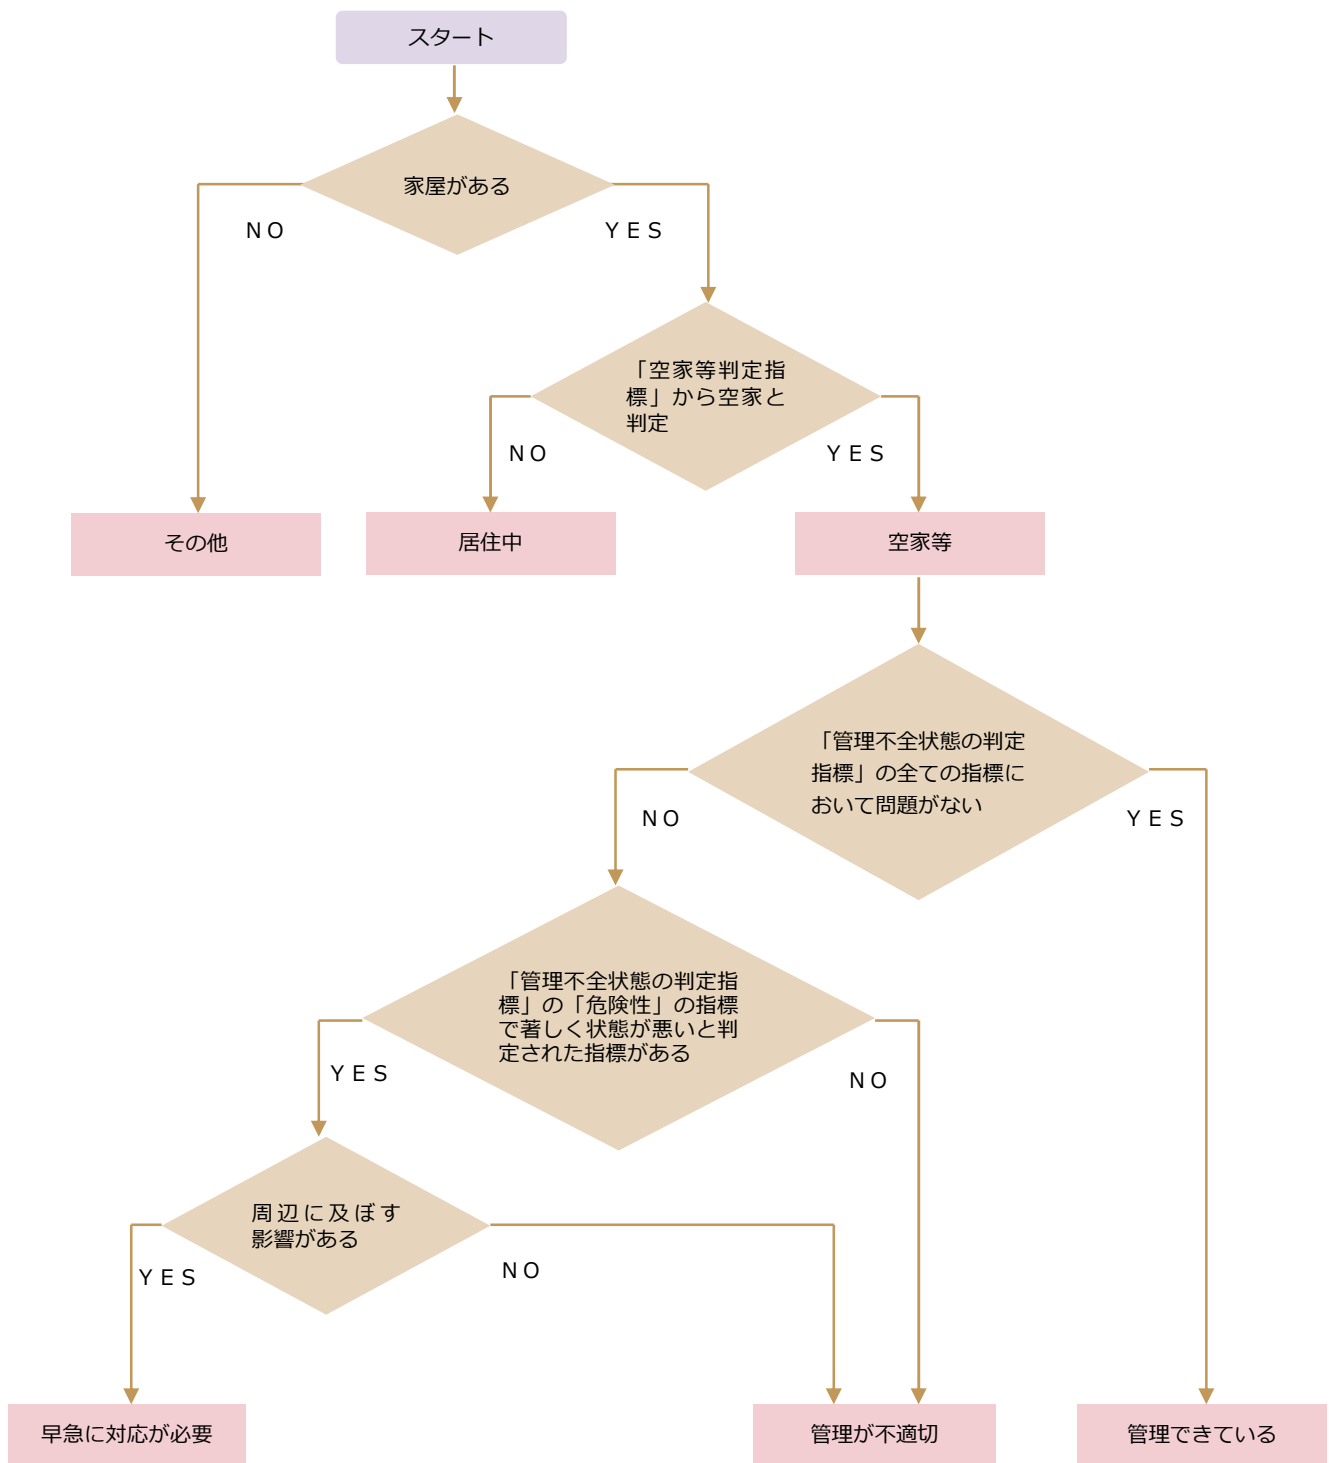 スタート
家屋がある
ＮＯ
ＹＥＳ
「空家等判定指
標」から空家と
判定
ＮＯ
ＹＥＳ
その他
居住中
空家等
「管理不全状態の判定
指標」の全ての指標に
おいて問題がない
ＮＯ
ＹＥＳ
「管理不全状態の判定指
標」の「危険性」の指標
で著しく状態が悪いと判
定された指標がある
ＹＥＳ
ＮＯ
周辺に及ぼす
影響がある
ＹＥＳ
ＮＯ
早急に対応が必要
管理が不適切
管理できている